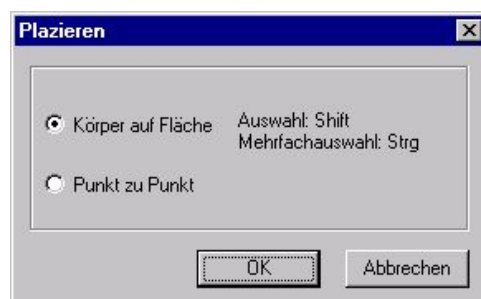 Plazieren
Körper auf Fläche
Auswahl: Shift
Mehrfachauswahl: Strg
Punkt zu Punkt
OK
Abbrechen